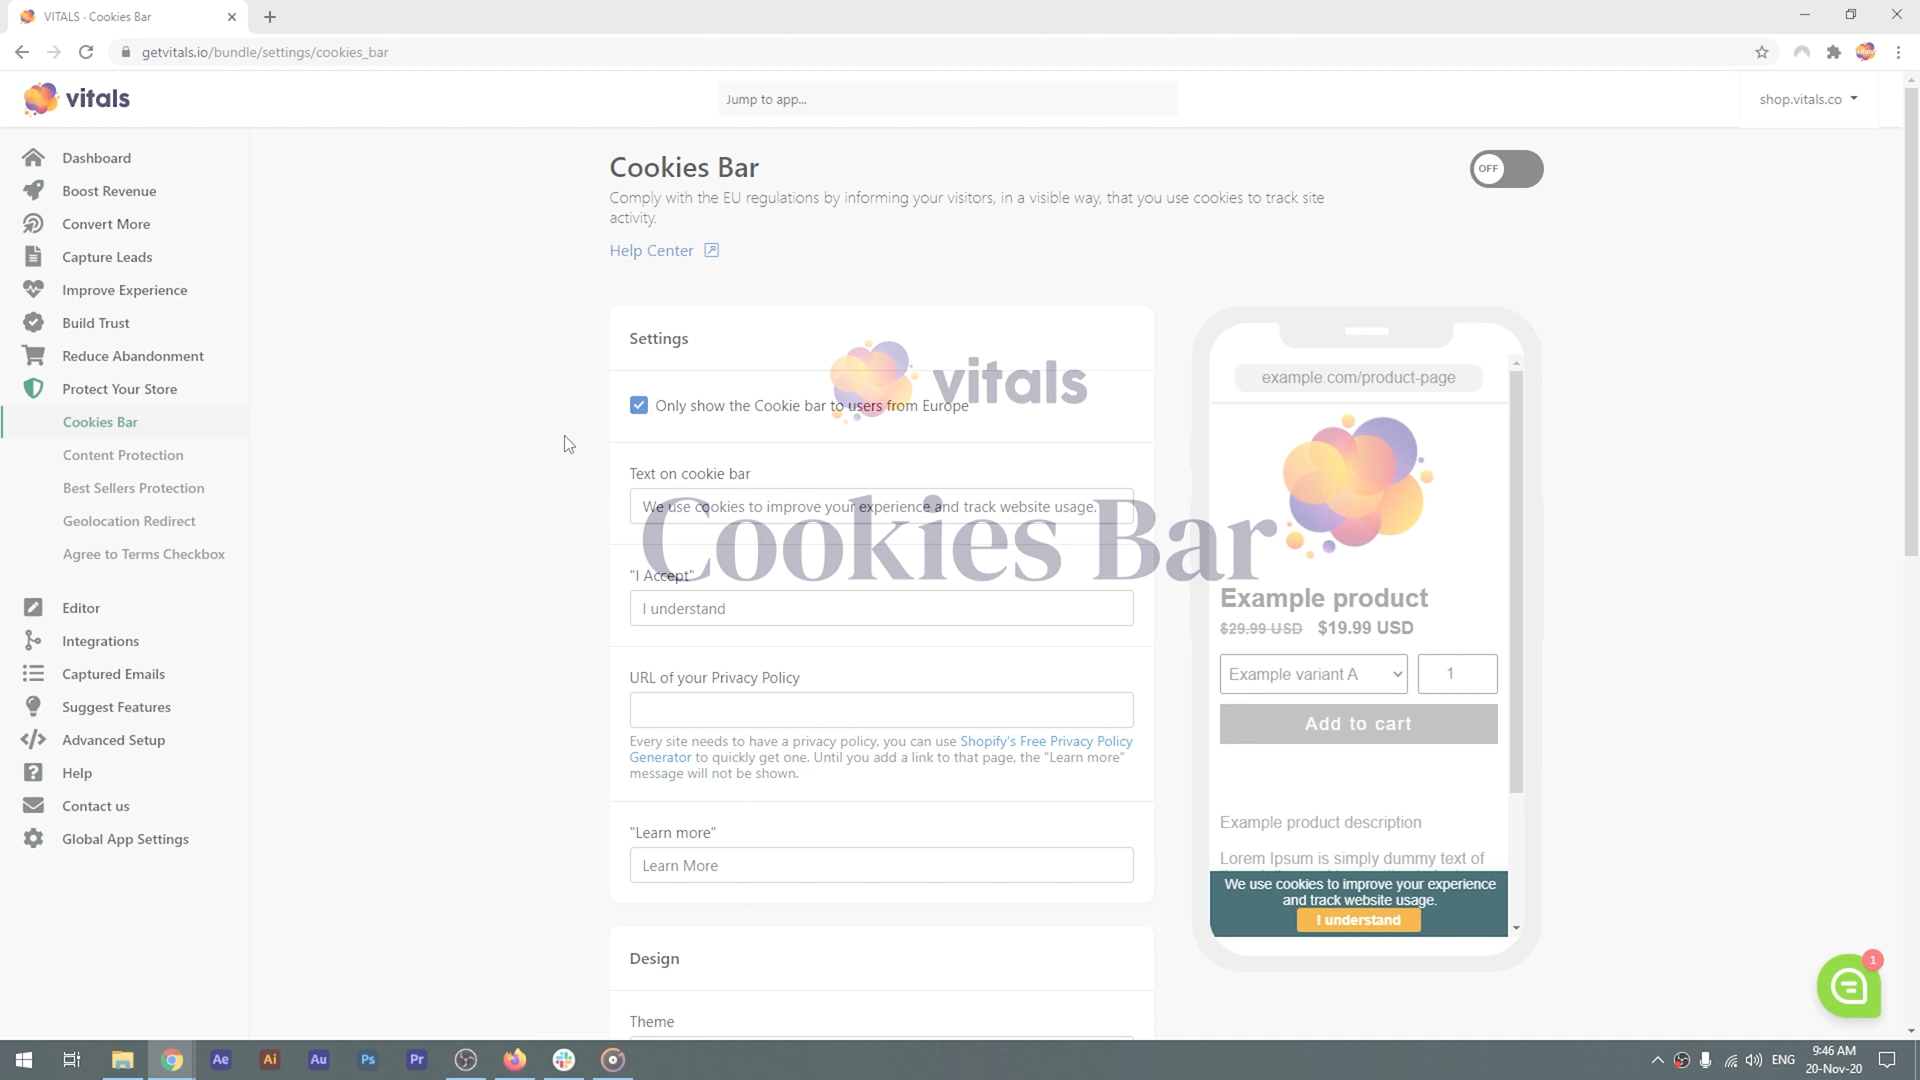 VITALS - Cookies Bar
getvitals.io/bundle/settings/cookies_bar
vitals
Jump to app...
shop.vitals.co
Dashboard
Boost Revenue
Convert More
Capture Leads
Improve Experience
Build Trust
Reduce Abandonment
Protect Your Store
Cookies Bar
Content Protection
Best Sellers Protection
Geolocation Redirect
Agree to Terms Checkbox
Editor
Integrations
Captured Emails
Suggest Features
Advanced Setup
Help
Contact us
Global App Settings
Cookies Bar
OFF
Comply with the EU regulations by informing your visitors, in a visible way, that you use cookies to track site
activity.
Help Center
Settings
vitals
Only show the Cookie bar to users from Europe
Text on cookie bar
We use cookies to improve your experience and track website usage.
Cookies Bar
"I Accept"
I understand
URL of your Privacy Policy
Every site needs to have a privacy policy, you can use Shopify's Free Privacy Policy
Generator to quickly get one. Until you add a link to that page, the "Learn more"
message will not be shown.
"Learn more"
Learn More
Design
Theme
example.com/product-page
Example product
$29.99 USD $19.99 USD
Example variant A
1
Add to cart
Example product description
Lorem Ipsum is simply dummy text of
We use cookies to improve your experience
and track website usage.
I understand
1
Ae
Ai
Au
Ps
Pr
ENG
9:46 AM
20-Nov-20